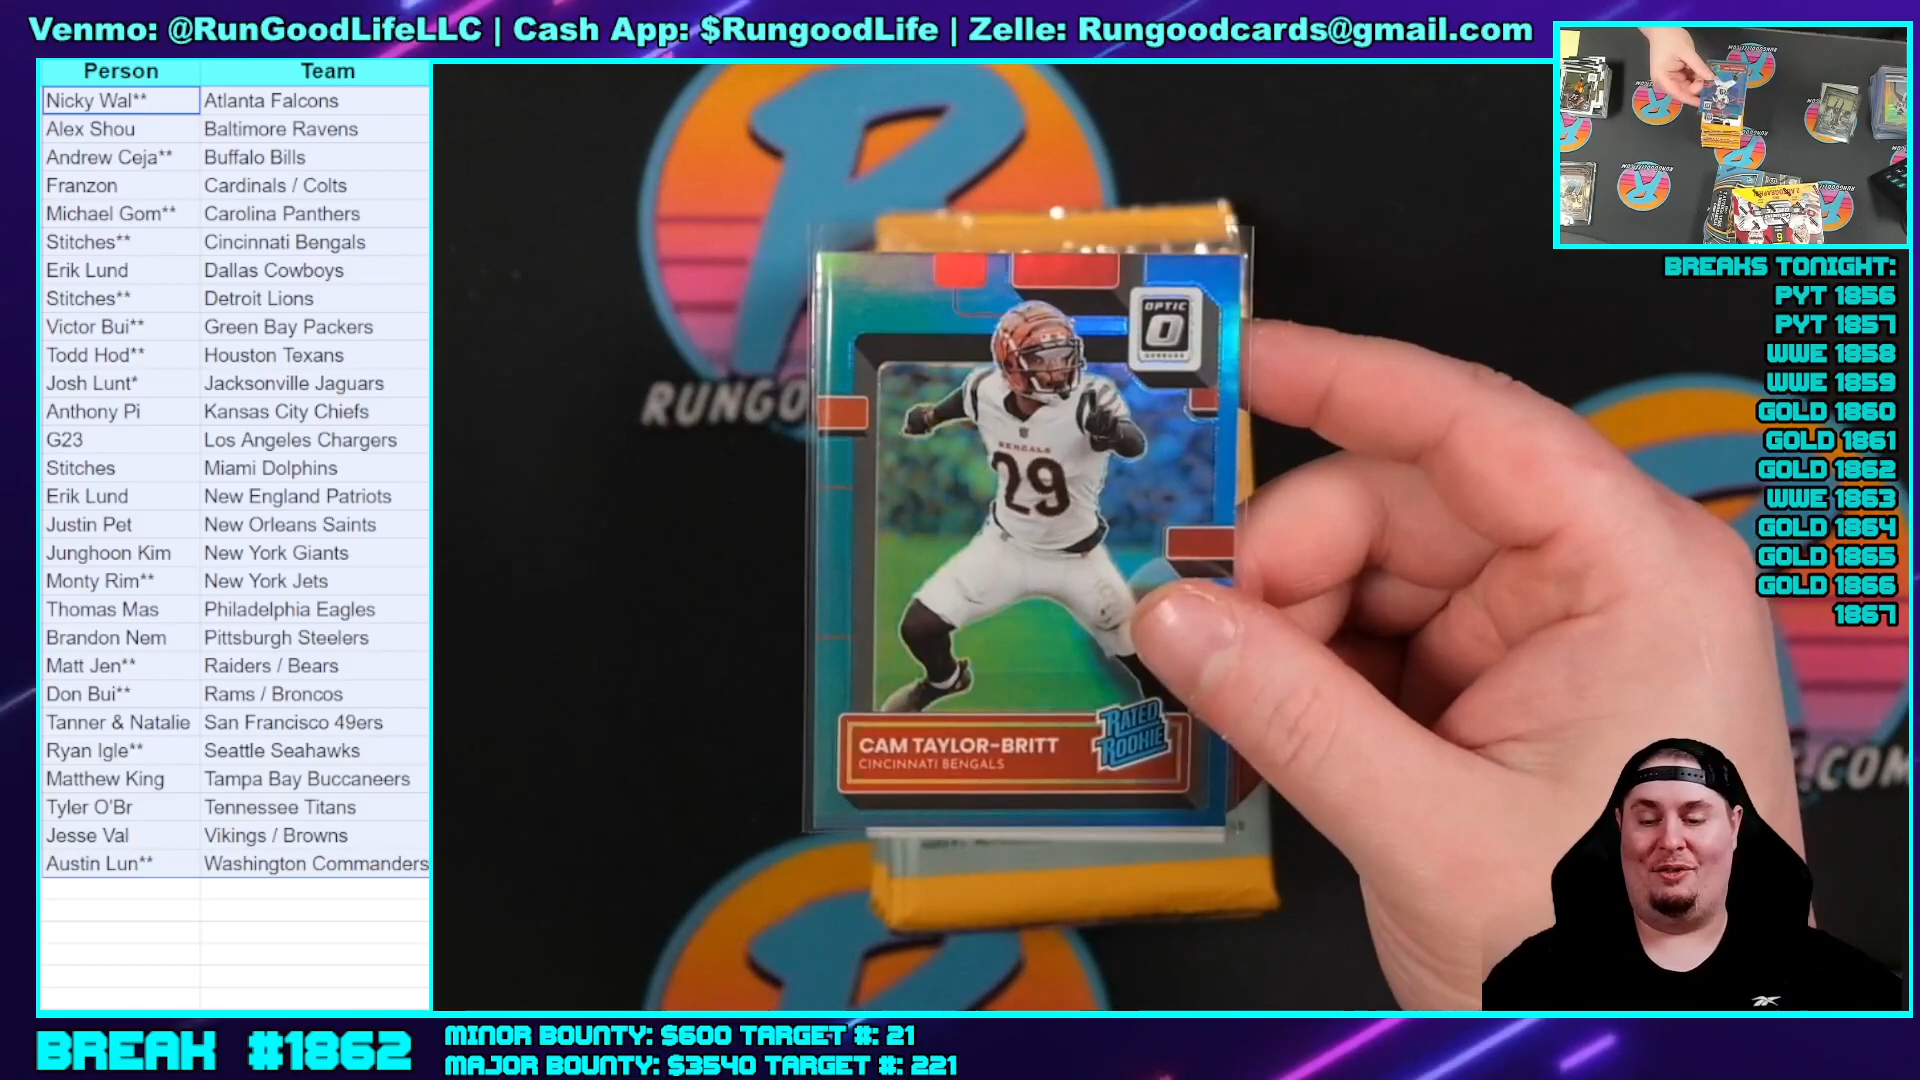 Venmo: @RunGoodLifeLLC | Cash App: $RungoodLife | Zelle: Rungoodcards@gmail.com
Person Team
Nicky Wal** Atlanta Falcons
Alex Shou Baltimore Ravens
Andrew Ceja** Buffalo Bills
Franzon Cardinals / Colts
Michael Gom** Carolina Panthers
Stitches** Cincinnati Bengals
Erik Lund Dallas Cowboys
Stitches** Detroit Lions
Victor Bui** Green Bay Packers
Todd Hod** Houston Texans
Josh Lunt* Jacksonville Jaguars
Anthony Pi Kansas City Chiefs
G23 Los Angeles Chargers
Stitches Miami Dolphins
Erik Lund New England Patriots
Justin Pet New Orleans Saints
Junghoon Kim New York Giants
Monty Rim** New York Jets
Thomas Mas Philadelphia Eagles
Brandon Nem Pittsburgh Steelers
Matt Jen** Raiders / Bears
Don Bui** Rams / Broncos
Tanner & Natalie San Francisco 49ers
Ryan Igle** Seattle Seahawks
Matthew King Tampa Bay Buccaneers
Tyler O'Br Tennessee Titans
Jesse Val Vikings / Browns
Austin Lun** Washington Commanders
RUNGO
OPTIC
O
DONRUSS
BENGALS
29
CAM TAYLOR-BRITT
CINCINNATI BENGALS
RATED
ROOKIE
E.COM
BREAKS TONIGHT:
PYT 1856
PYT 1857
WWE 1858
WWE 1859
GOLD 1860
GOLD 1861
GOLD 1862
WWE 1863
GOLD 1864
GOLD 1865
GOLD 1866
1867
BREAK #1862
MINOR BOUNTY: $600 TARGET #: 21
MAJOR BOUNTY: $3540 TARGET #: 221